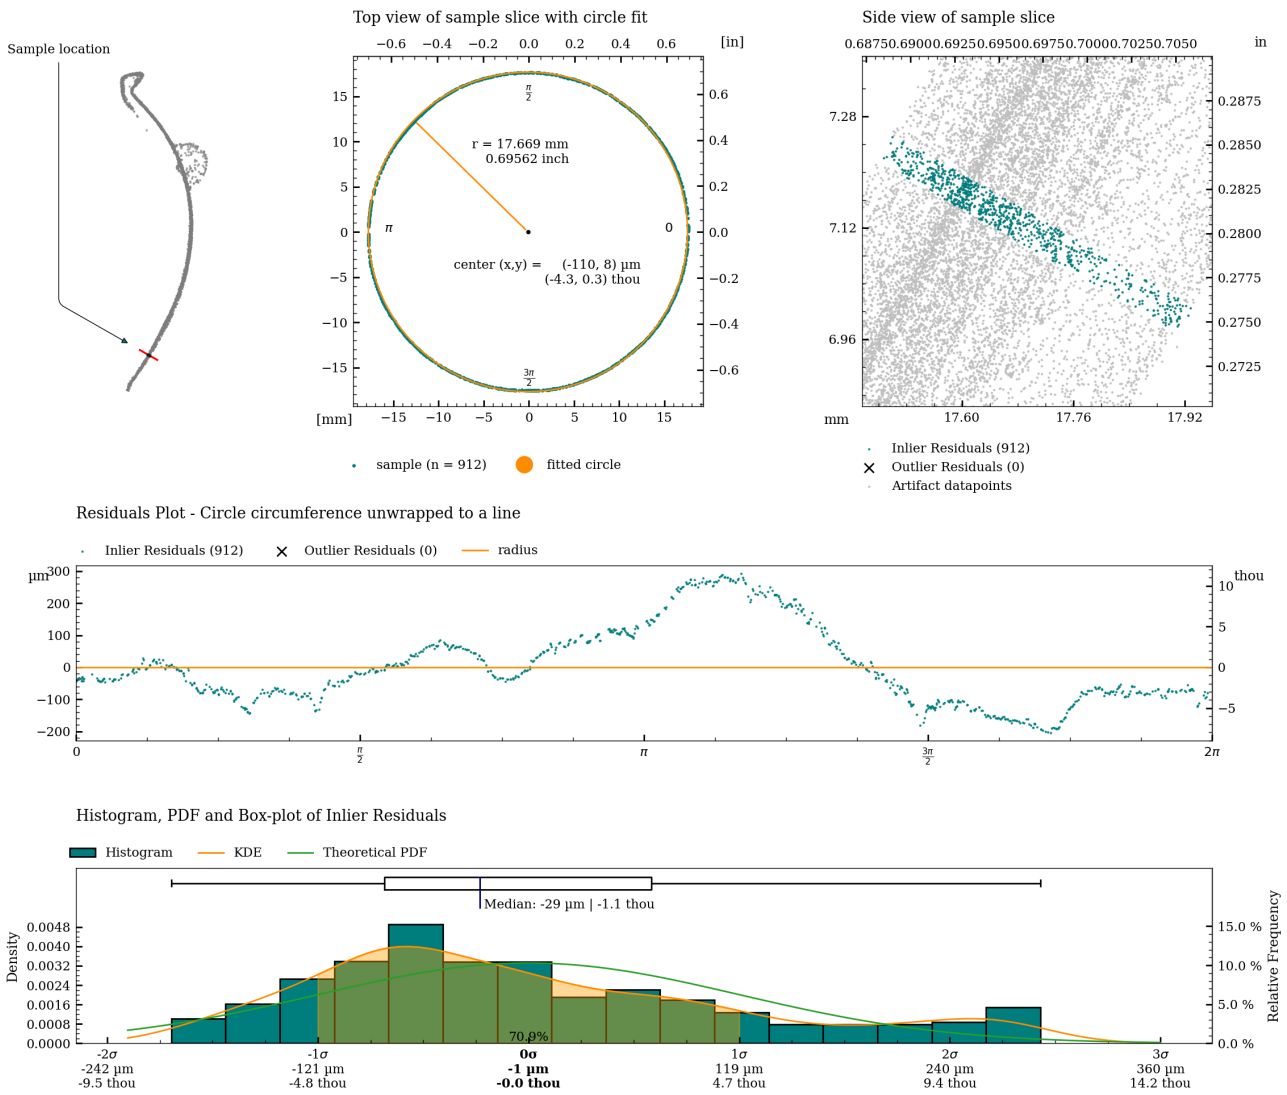 Top view of sample slice with circle fit
Side view of sample slice
Sample location
−0.6 −0.4 −0.2 0.0 0.2 0.4 0.6 [in]
0.6875 0.6900 0.6925 0.6950 0.6975 0.7000 0.7025 0.7050 in
15
10
5
0
−5
−10
−15
0.6
0.4
0.2
0.0
−0.2
−0.4
−0.6
π/2
r = 17.669 mm
0.69562 inch
π
0
center (x,y) = (-110, 8) µm
(-4.3, 0.3) thou
3π/2
[mm] −15 −10 −5 0 5 10 15
7.28
7.12
6.96
0.2875
0.2850
0.2825
0.2800
0.2775
0.2750
0.2725
mm 17.60 17.76 17.92
sample (n = 912) fitted circle
Inlier Residuals (912)
Outlier Residuals (0)
Artifact datapoints
Residuals Plot - Circle circumference unwrapped to a line
Inlier Residuals (912) Outlier Residuals (0) radius
µm
300
200
100
0
−100
−200
thou
10
5
0
−5
0 π/2 π 3π/2 2π
Histogram, PDF and Box-plot of Inlier Residuals
Histogram KDE Theoretical PDF
Median: -29 µm | -1.1 thou
Density
0.0048
0.0040
0.0032
0.0024
0.0016
0.0008
0.0000
15.0 %
10.0 %
5.0 %
0.0 %
Relative Frequency
70.9%
-2σ -1σ 0σ 1σ 2σ 3σ
-242 µm -121 µm -1 µm 119 µm 240 µm 360 µm
-9.5 thou -4.8 thou -0.0 thou 4.7 thou 9.4 thou 14.2 thou